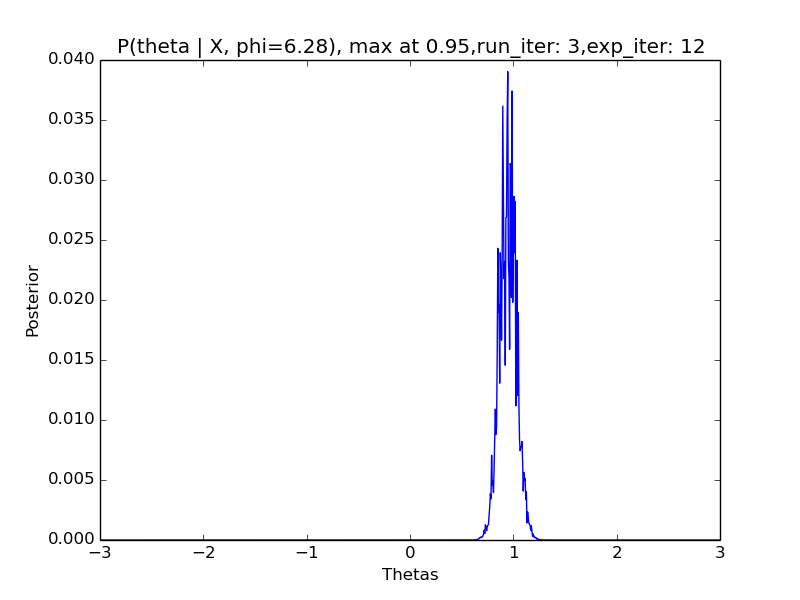 P(theta | X, phi=6.28), max at 0.95,run_iter: 3,exp_iter: 12
0.040
0.035
0.030
0.025
0.020
0.015
0.010
0.005
0.000
Posterior
−3 −2 −1 0 1 2 3
Thetas